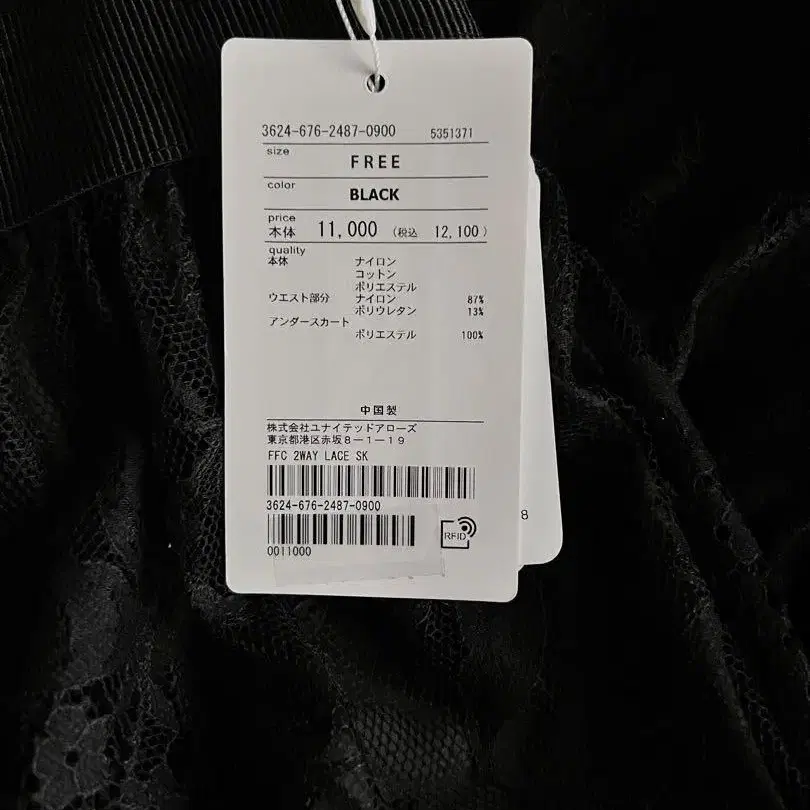 3624-676-2487-0900 5351371
size
FREE
color
BLACK
price
本体 11,000 (税込 12,100)
quality
本体 ナイロン
コットン
ポリエステル
ウエスト部分 ナイロン 87%
ポリウレタン 13%
アンダースカート
ポリエステル 100%
中国製
株式会社ユナイテッドアローズ
東京都港区赤坂8-1-19
FFC 2WAY LACE SK
3624-676-2487-0900
0011000
RFID
8